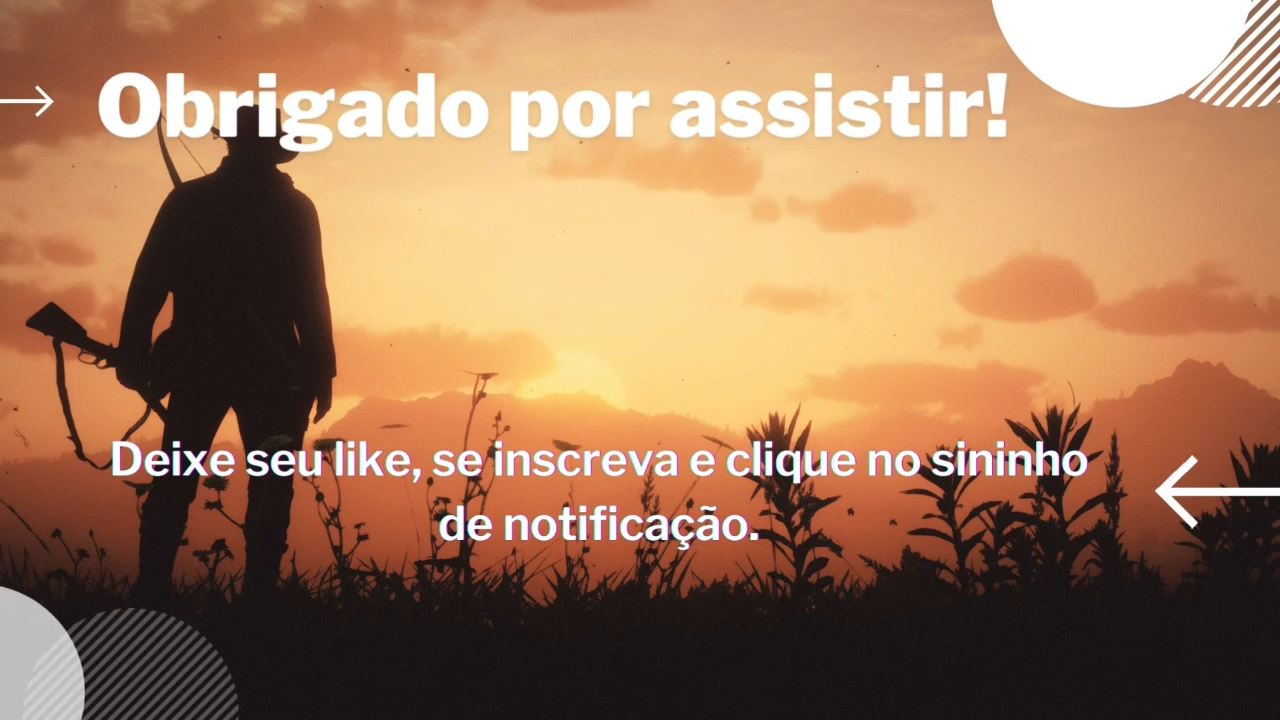 Obrigado por assistir!
Deixe seu like, se inscreva e clique no sininho
de notificação.